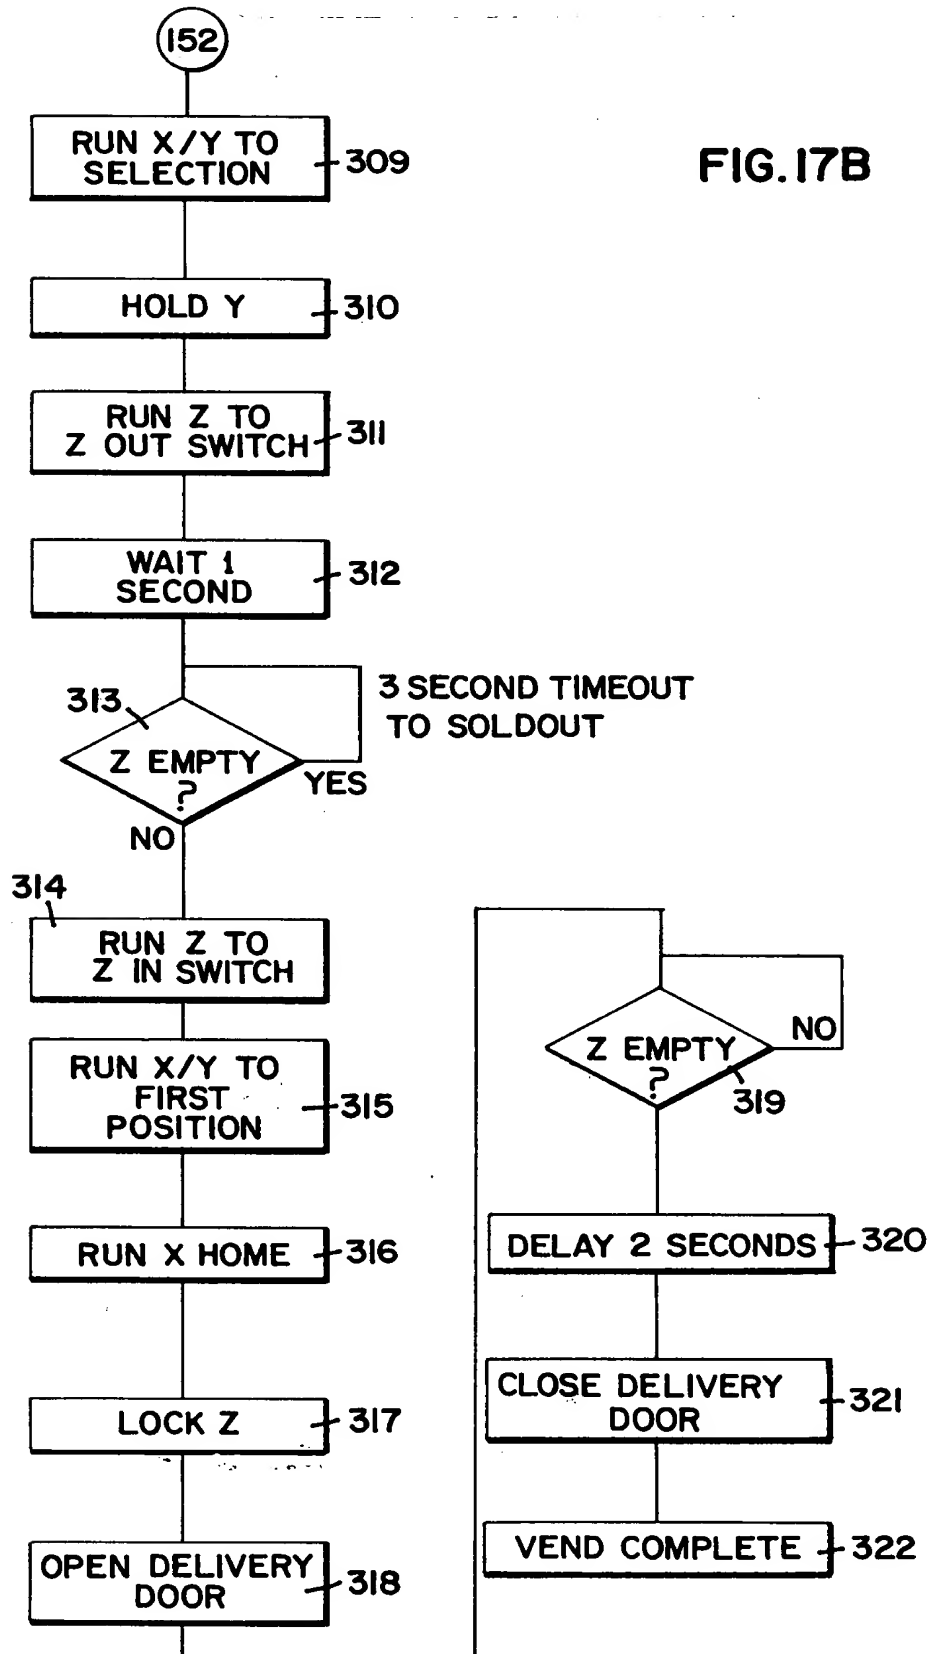 152
RUN X/Y TO
SELECTION
309
FIG. 17B
HOLD Y
310
RUN Z TO
Z OUT SWITCH
311
WAIT 1
SECOND
312
313
3 SECOND TIMEOUT
TO SOLDOUT
Z EMPTY
?
YES
NO
314
RUN Z TO
Z IN SWITCH
RUN X/Y TO
FIRST
POSITION
315
RUN X HOME
316
LOCK Z
317
OPEN DELIVERY
DOOR
318
Z EMPTY
?
NO
319
DELAY 2 SECONDS
320
CLOSE DELIVERY
DOOR
321
VEND COMPLETE
322